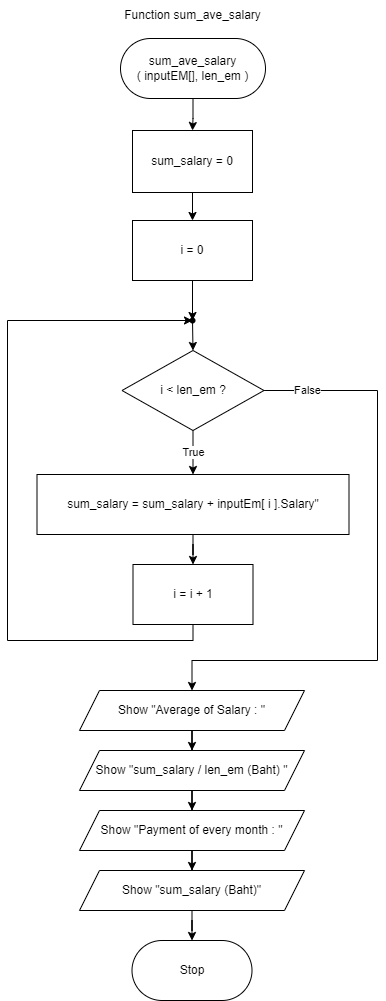 Function sum_ave_salary
sum_ave_salary
( inputEM[], len_em )
sum_salary = 0
i = 0
i < len_em ?
False
True
sum_salary = sum_salary + inputEm[ i ].Salary"
i = i + 1
Show "Average of Salary : "
Show "sum_salary / len_em (Baht) "
Show "Payment of every month : "
Show "sum_salary (Baht)"
Stop